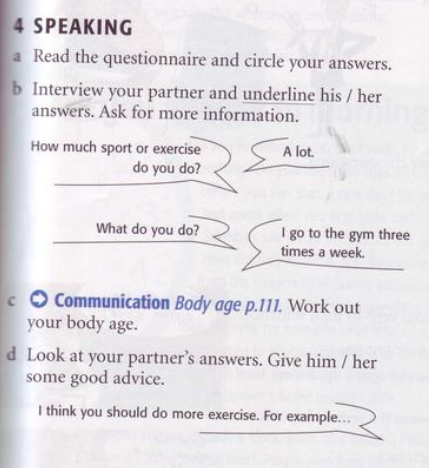 4 SPEAKING
a Read the questionnaire and circle your answers.
b Interview your partner and underline his / her
answers. Ask for more information.
How much sport or exercise
do you do?
A lot.
What do you do?
I go to the gym three
times a week.
c Communication Body age p.111. Work out
your body age.
d Look at your partner's answers. Give him / her
some good advice.
I think you should do more exercise. For example...